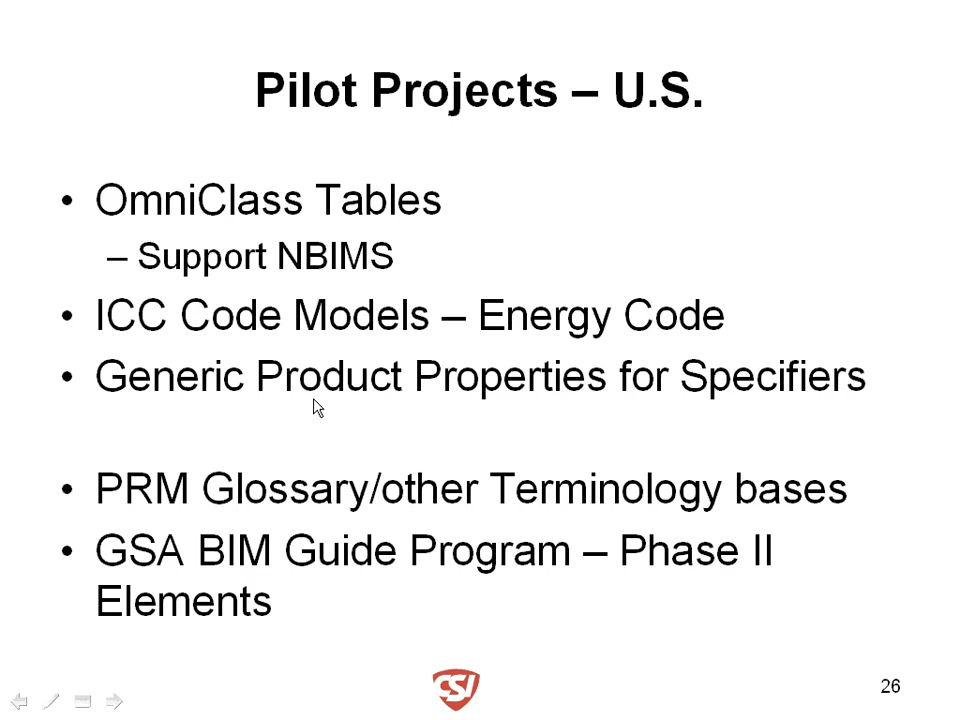 Pilot Projects – U.S.
• OmniClass Tables
– Support NBIMS
• ICC Code Models – Energy Code
• Generic Product Properties for Specifiers
• PRM Glossary/other Terminology bases
• GSA BIM Guide Program – Phase II
Elements
CSI
26